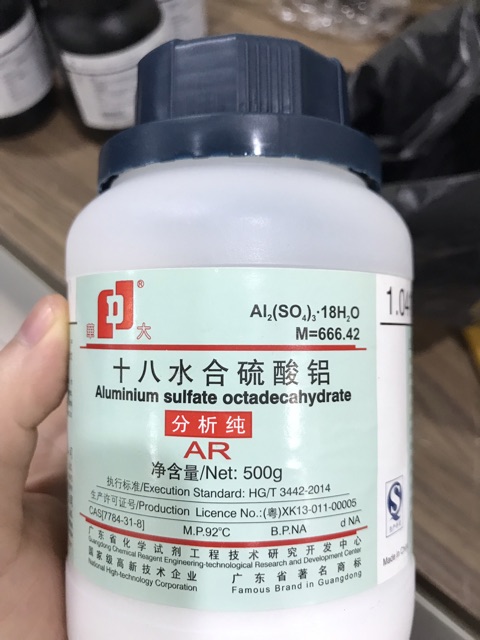 ®
Al₂(SO₄)₃·18H₂O
大
M=666.42
1.04
十八水合硫酸铝
Aluminium sulfate octadecahydrate
分析纯
AR
净含量/Net: 500g
执行标准/Execution Standard: HG/T 3442-2014
生产许可证号/Production Licence No.:(粤)XK13-011-00005
CAS[7784-31-8] M.P.92℃ B.P.NA d NA
广东省化学试剂工程技术研究开发中心
Guangdong Chemical Reagent Engineering-technological Research and Development Center
国家级高新技术企业 广东省著名商标
National High-technology Corporation Famous Brand in Guangdong
Made in